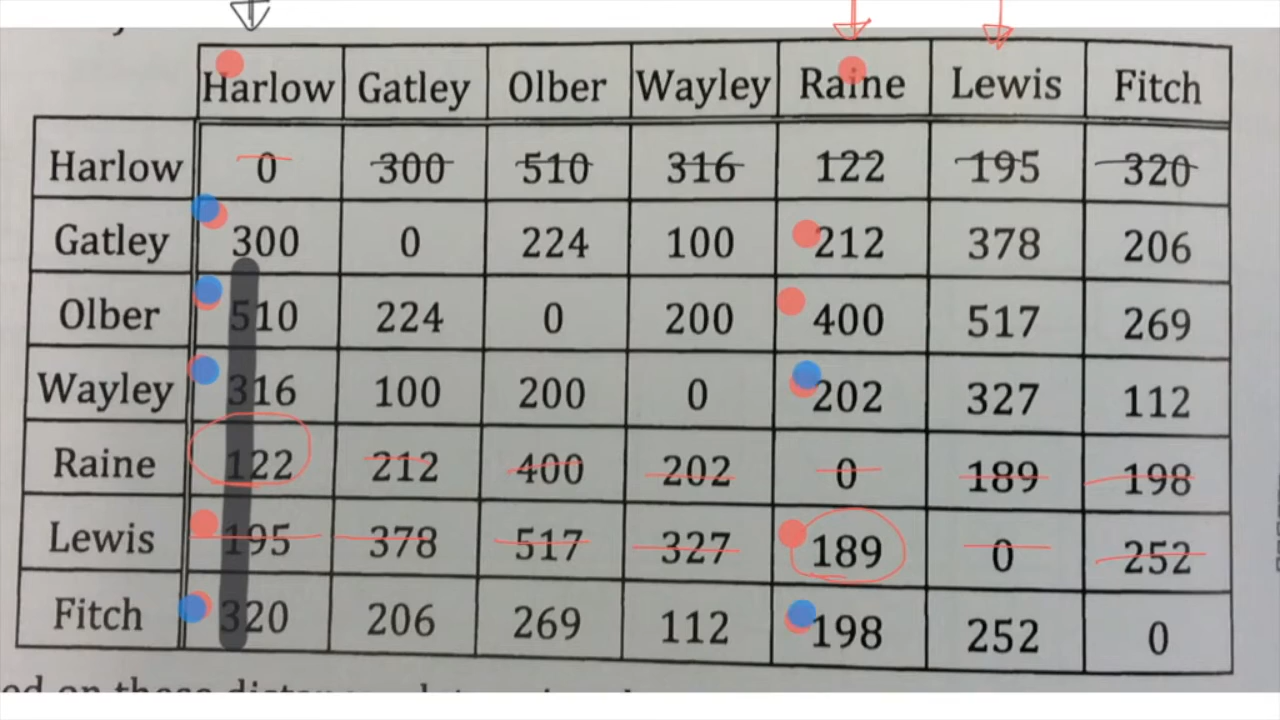 Harlow Gatley Olber Wayley Raine Lewis Fitch
Harlow 0 300 510 316 122 195 320
Gatley 300 0 224 100 212 378 206
Olber 510 224 0 200 400 517 269
Wayley 316 100 200 0 202 327 112
Raine 122 212 400 202 0 189 198
Lewis 195 378 517 327 189 0 252
Fitch 320 206 269 112 198 252 0